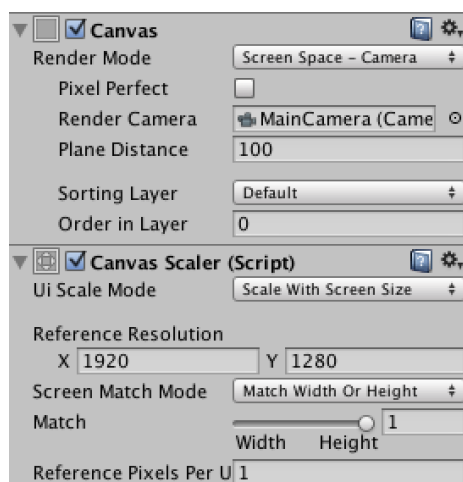 Canvas
Render Mode Screen Space - Camera
Pixel Perfect
Render Camera MainCamera (Came
Plane Distance 100
Sorting Layer Default
Order in Layer 0
Canvas Scaler (Script)
Ui Scale Mode Scale With Screen Size
Reference Resolution
X 1920 Y 1280
Screen Match Mode Match Width Or Height
Match 1
Width Height
Reference Pixels Per U 1